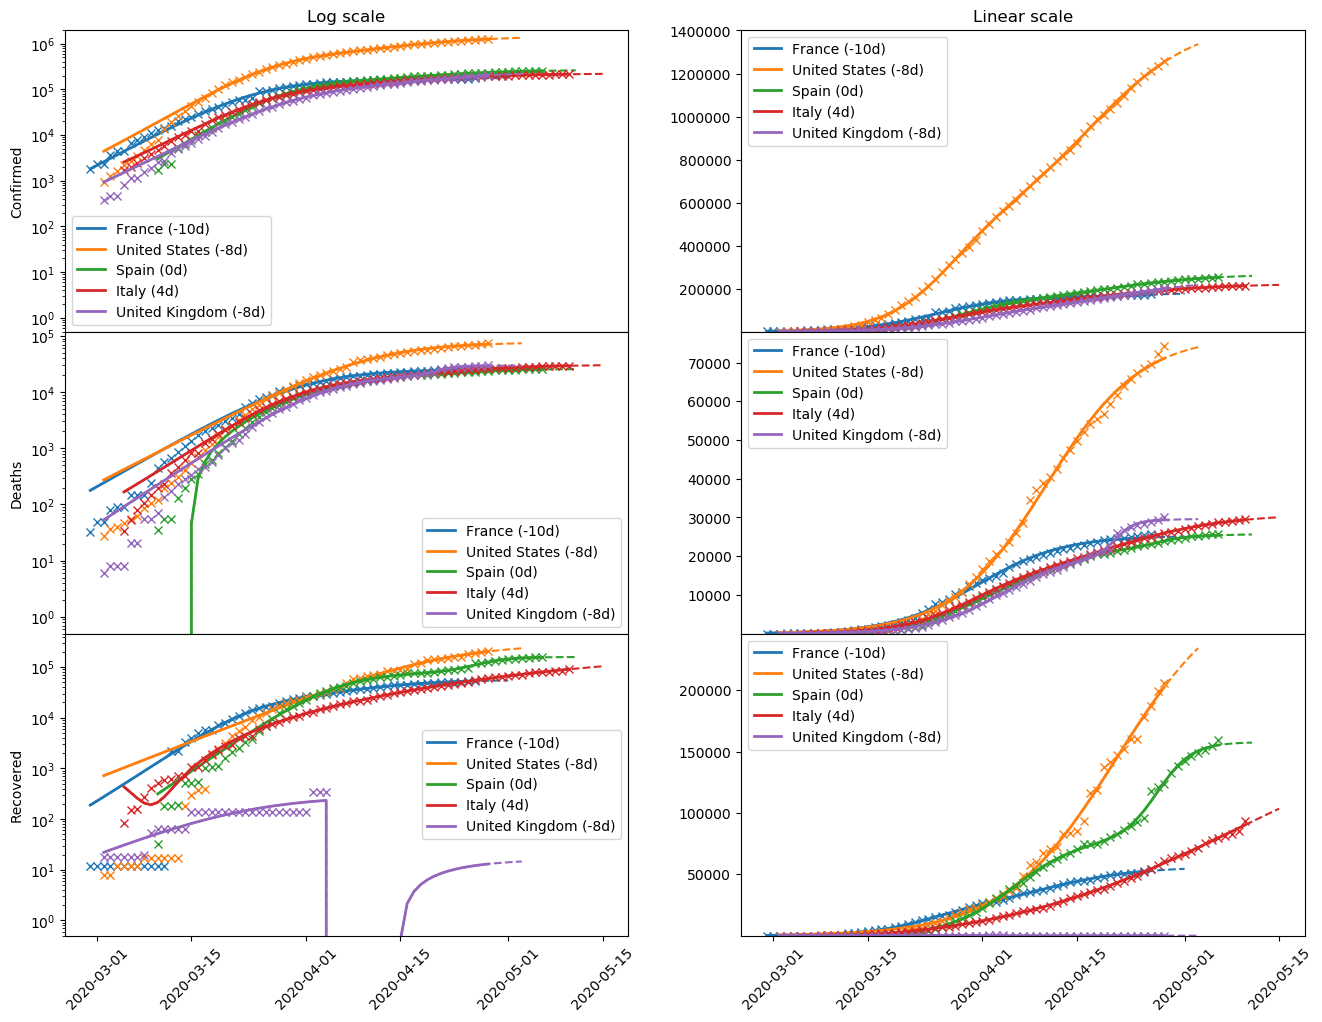 Log scale
Linear scale
Confirmed
10^6
10^5
10^4
10^3
10^2
10^1
10^0
France (-10d)
United States (-8d)
Spain (0d)
Italy (4d)
United Kingdom (-8d)
1400000
1200000
1000000
800000
600000
400000
200000
France (-10d)
United States (-8d)
Spain (0d)
Italy (4d)
United Kingdom (-8d)
Deaths
10^5
10^4
10^3
10^2
10^1
10^0
France (-10d)
United States (-8d)
Spain (0d)
Italy (4d)
United Kingdom (-8d)
70000
60000
50000
40000
30000
20000
10000
France (-10d)
United States (-8d)
Spain (0d)
Italy (4d)
United Kingdom (-8d)
Recovered
10^5
10^4
10^3
10^2
10^1
10^0
France (-10d)
United States (-8d)
Spain (0d)
Italy (4d)
United Kingdom (-8d)
2020-03-01
2020-03-15
2020-04-01
2020-04-15
2020-05-01
2020-05-15
200000
150000
100000
50000
France (-10d)
United States (-8d)
Spain (0d)
Italy (4d)
United Kingdom (-8d)
2020-03-01
2020-03-15
2020-04-01
2020-04-15
2020-05-01
2020-05-15